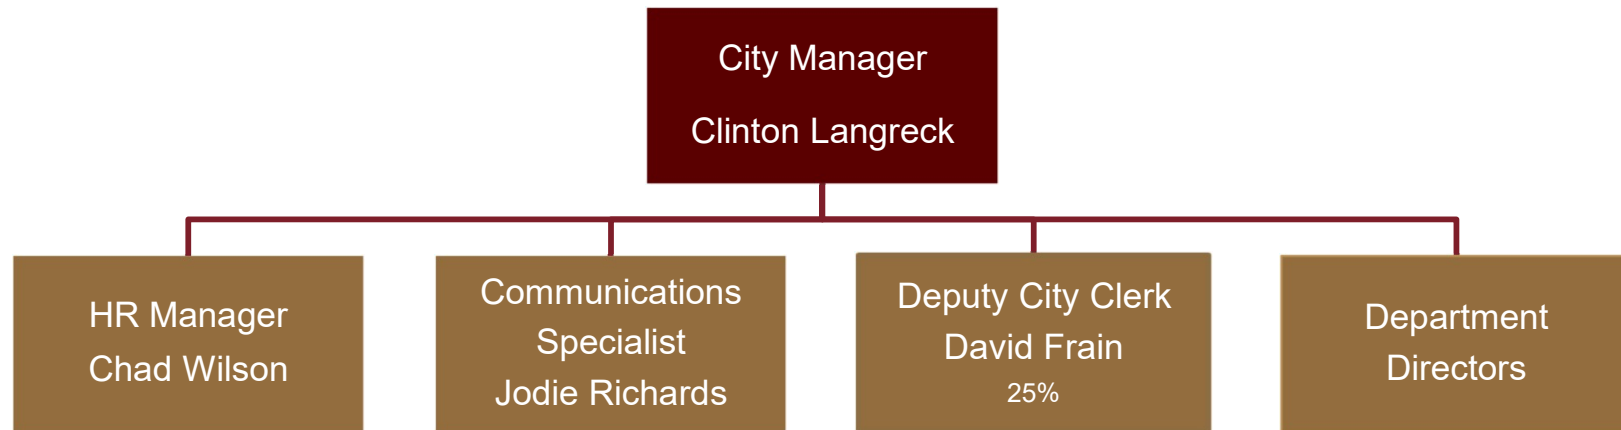 City Manager
Clinton Langreck
HR Manager
Chad Wilson
Communications
Specialist
Jodie Richards
Deputy City Clerk
David Frain
25%
Department
Directors